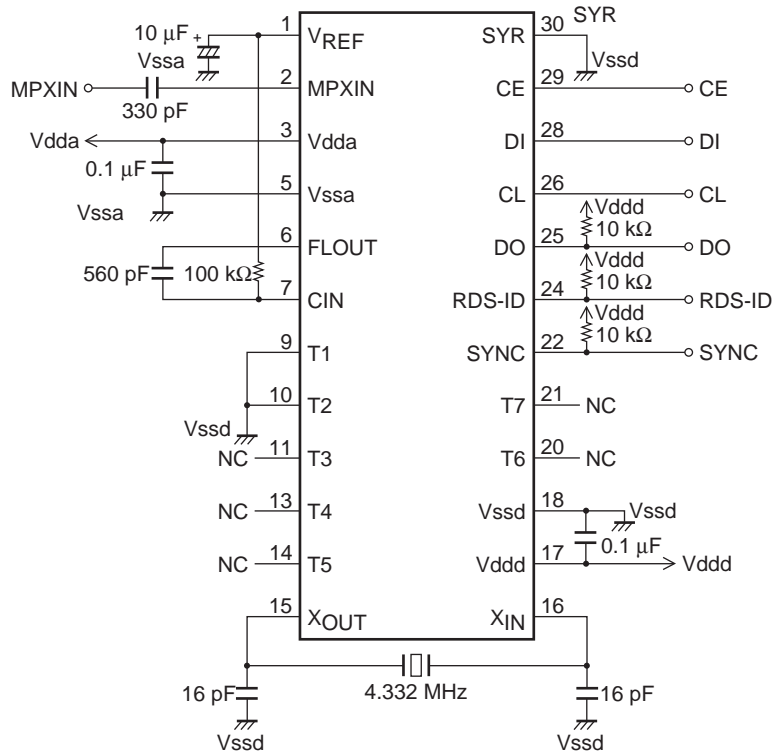 SYR
10 μF +
1
VREF
SYR
30
Vssa
Vssd
MPXIN
2
MPXIN
CE
29
CE
330 pF
Vdda
3
Vdda
DI
28
DI
0.1 μF
5
Vssa
CL
26
CL
Vssa
Vddd
10 kΩ
6
FLOUT
DO
25
DO
560 pF
100 kΩ
Vddd
10 kΩ
7
CIN
RDS-ID
24
RDS-ID
Vddd
10 kΩ
9
T1
SYNC
22
SYNC
10
T2
T7
21
NC
Vssd
NC
11
T3
T6
20
NC
NC
13
T4
Vssd
18
Vssd
0.1 μF
NC
14
T5
Vddd
17
Vddd
15
XOUT
XIN
16
16 pF
4.332 MHz
16 pF
Vssd
Vssd